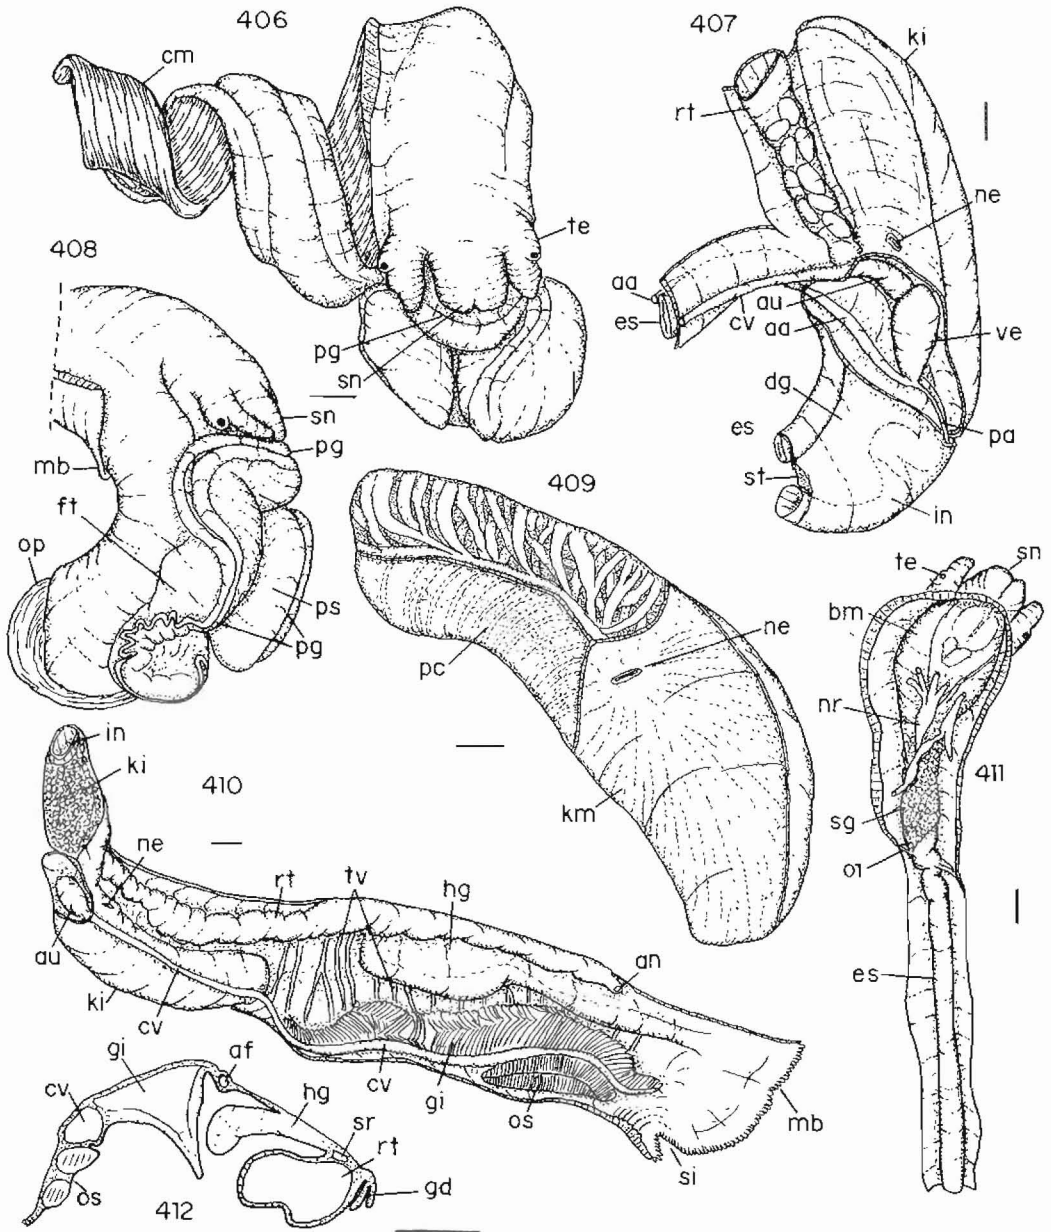 406
cm
te
pg
sn
407
ki
rt
ne
aa
es
cv
au
aa
ve
dg
es
st
pa
in
408
sn
pg
mb
ft
op
ps
pg
409
ne
pc
km
410
in
ki
ne
rt
tv
hg
an
au
ki
cv
cv
gi
os
si
mb
411
te
sn
bm
nr
sg
es
412
gi
af
cv
hg
sr
rt
gd
os